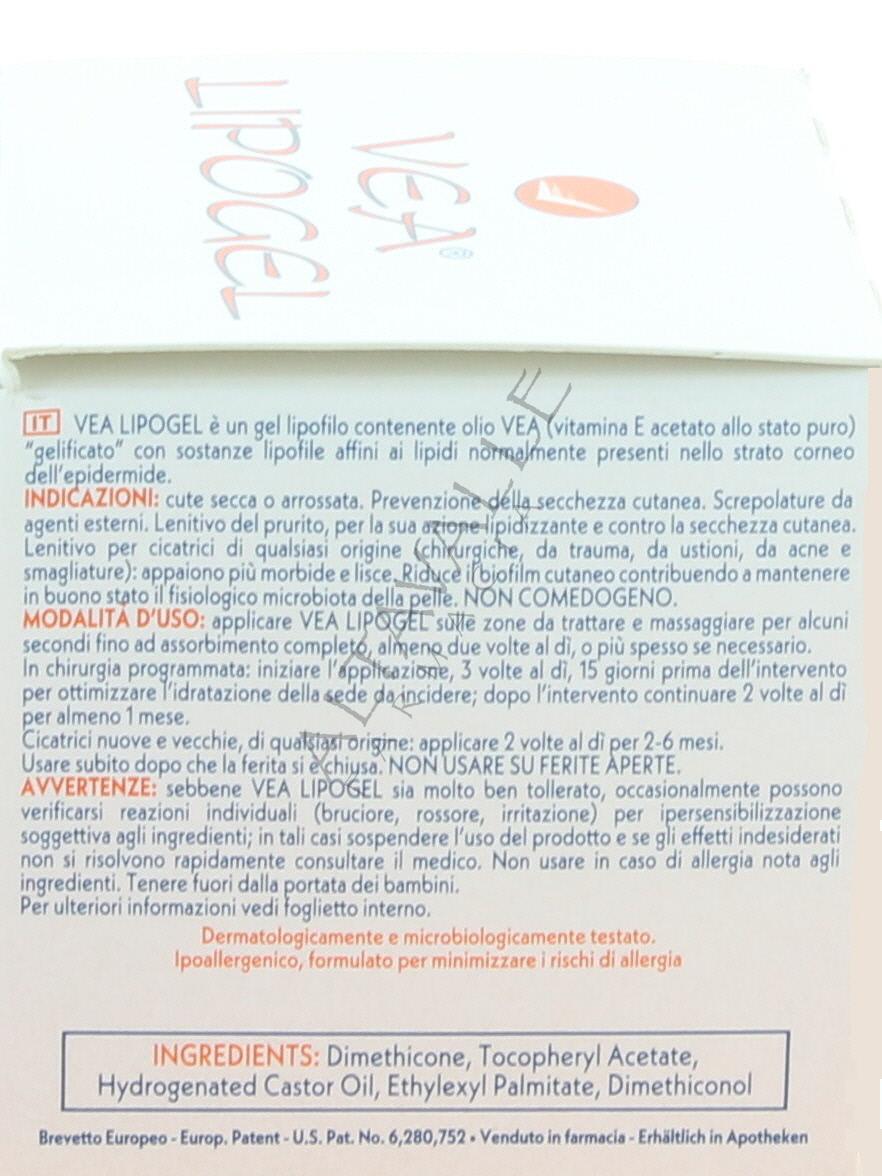 VEA®
LIPOGEL
IT VEA LIPOGEL è un gel lipofilo contenente olio VEA (vitamina E acetato allo stato puro)
“gelificato” con sostanze lipofile affini ai lipidi normalmente presenti nello strato corneo
dell’epidermide.
INDICAZIONI: cute secca o arrossata. Prevenzione della secchezza cutanea. Screpolature da
agenti esterni. Lenitivo del prurito, per la sua azione lipidizzante e contro la secchezza cutanea.
Lenitivo per cicatrici di qualsiasi origine (chirurgiche, da trauma, da ustioni, da acne e
smagliature): appaiono più morbide e lisce. Riduce il biofilm cutaneo contribuendo a mantenere
in buono stato il fisiologico microbiota della pelle. NON COMEDOGENO.
MODALITÀ D’USO: applicare VEA LIPOGEL sulle zone da trattare e massaggiare per alcuni
secondi fino ad assorbimento completo, almeno due volte al dì, o più spesso se necessario.
In chirurgia programmata: iniziare l’applicazione, 3 volte al dì, 15 giorni prima dell’intervento
per ottimizzare l’idratazione della sede da incidere; dopo l’intervento continuare 2 volte al dì
per almeno 1 mese.
Cicatrici nuove e vecchie, di qualsiasi origine: applicare 2 volte al dì per 2-6 mesi.
Usare subito dopo che la ferita si è chiusa. NON USARE SU FERITE APERTE.
AVVERTENZE: sebbene VEA LIPOGEL sia molto ben tollerato, occasionalmente possono
verificarsi reazioni individuali (bruciore, rossore, irritazione) per ipersensibilizzazione
soggettiva agli ingredienti; in tali casi sospendere l’uso del prodotto e se gli effetti indesiderati
non si risolvono rapidamente consultare il medico. Non usare in caso di allergia nota agli
ingredienti. Tenere fuori dalla portata dei bambini.
Per ulteriori informazioni vedi foglietto interno.
Dermatologicamente e microbiologicamente testato.
Ipoallergenico, formulato per minimizzare i rischi di allergia
INGREDIENTS: Dimethicone, Tocopheryl Acetate,
Hydrogenated Castor Oil, Ethylexyl Palmitate, Dimethiconol
Brevetto Europeo - Europ. Patent - U.S. Pat. No. 6,280,752 • Venduto in farmacia - Erhältlich in Apotheken
ALTAVALLE
FARMACIA